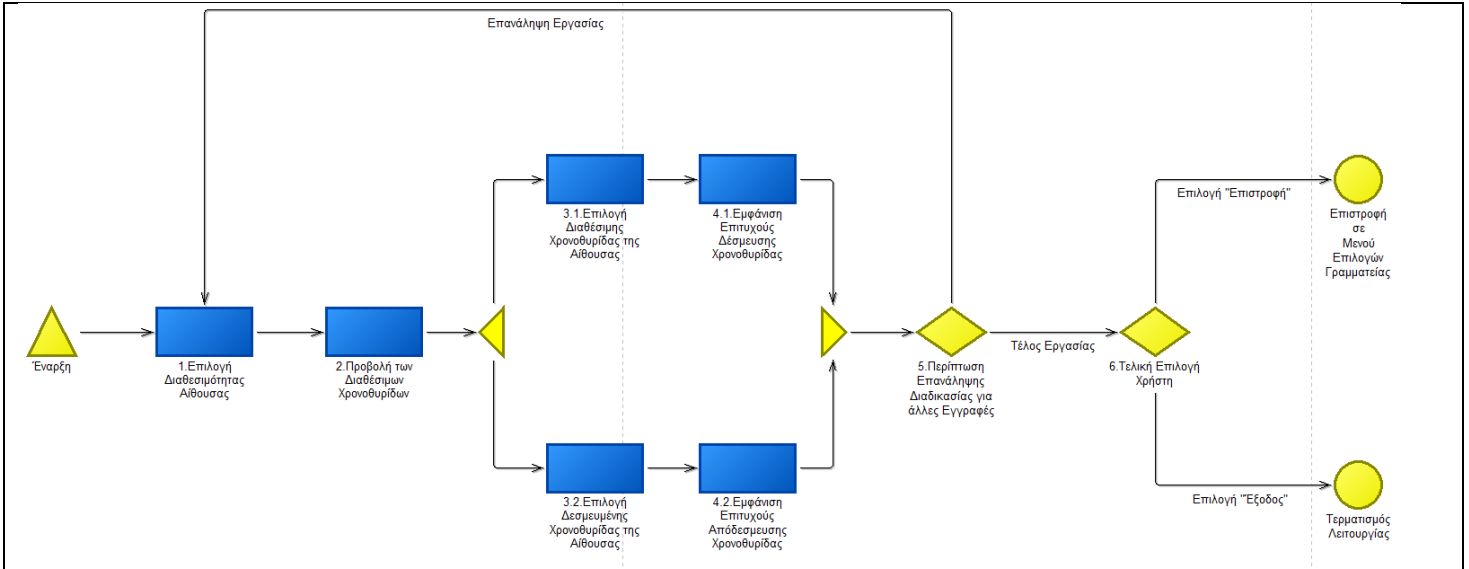 Επανάληψη Εργασίας
Έναρξη
1.Επιλογή
Διαθεσιμότητας
Αίθουσας
2.Προβολή των
Διαθέσιμων
Χρονοθυρίδων
3.1.Επιλογή
Διαθέσιμης
Χρονοθυρίδας της
Αίθουσας
4.1.Εμφάνιση
Επιτυχούς
Δέσμευσης
Χρονοθυρίδας
3.2.Επιλογή
Δεσμευμένης
Χρονοθυρίδας της
Αίθουσας
4.2.Εμφάνιση
Επιτυχούς
Απόδεσμευσης
Χρονοθυρίδας
5.Περίπτωση
Επανάληψης
Διαδικασίας για
άλλες Εγγραφές
Τέλος Εργασίας
6.Τελική Επιλογή
Χρήστη
Επιλογή "Επιστροφή"
Επιστροφή
σε
Μενού
Επιλογών
Γραμματείας
Επιλογή "Έξοδος"
Τερματισμός
Λειτουργίας